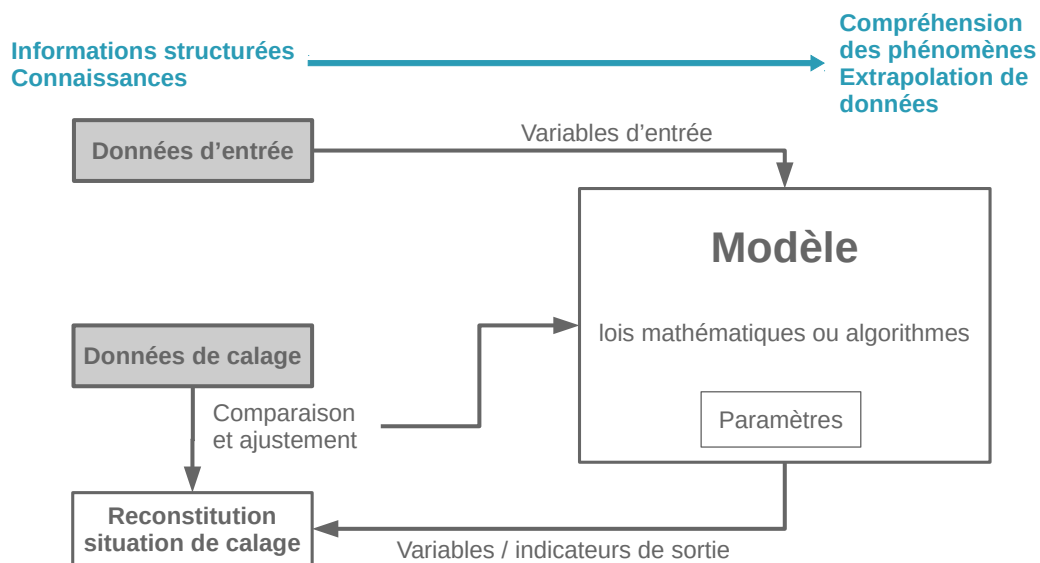 Informations structurées
Connaissances
Compréhension
des phénomènes
Extrapolation de
données
Données d’entrée
Variables d’entrée
Modèle
lois mathématiques ou algorithmes
Paramètres
Données de calage
Comparaison
et ajustement
Reconstitution
situation de calage
Variables / indicateurs de sortie